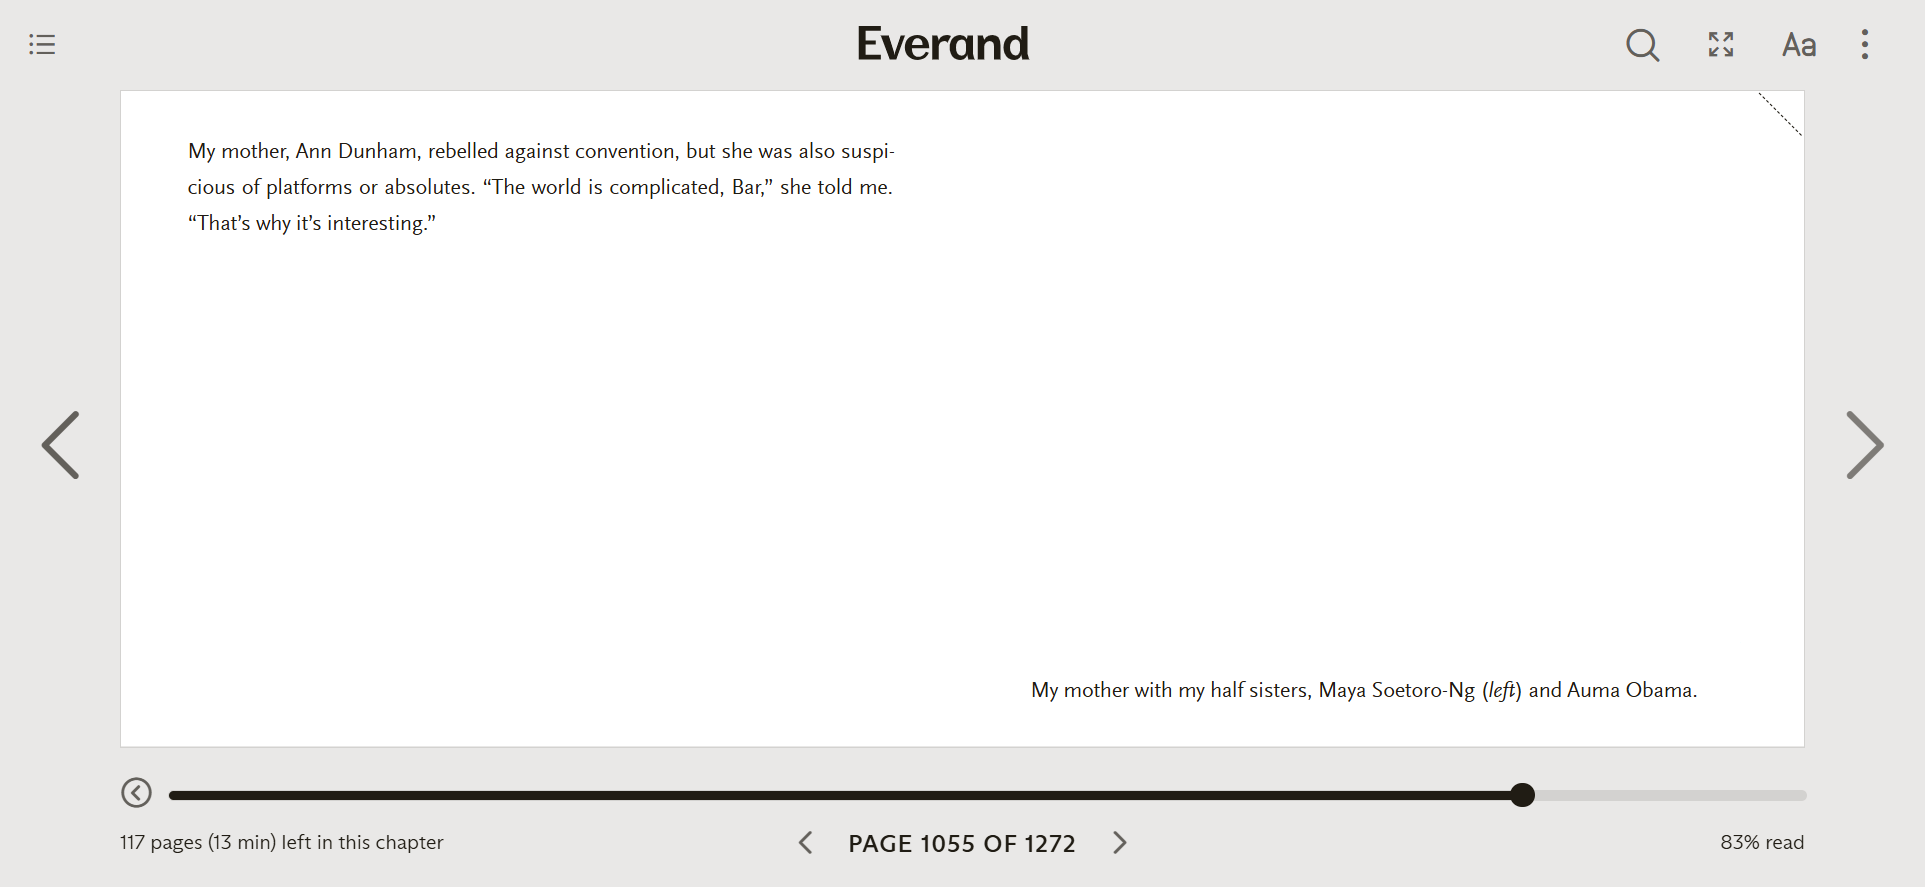 Everand
Aa
My mother, Ann Dunham, rebelled against convention, but she was also suspi-
cious of platforms or absolutes. “The world is complicated, Bar,” she told me.
“That’s why it’s interesting.”
My mother with my half sisters, Maya Soetoro-Ng (left) and Auma Obama.
117 pages (13 min) left in this chapter
PAGE 1055 OF 1272
83% read